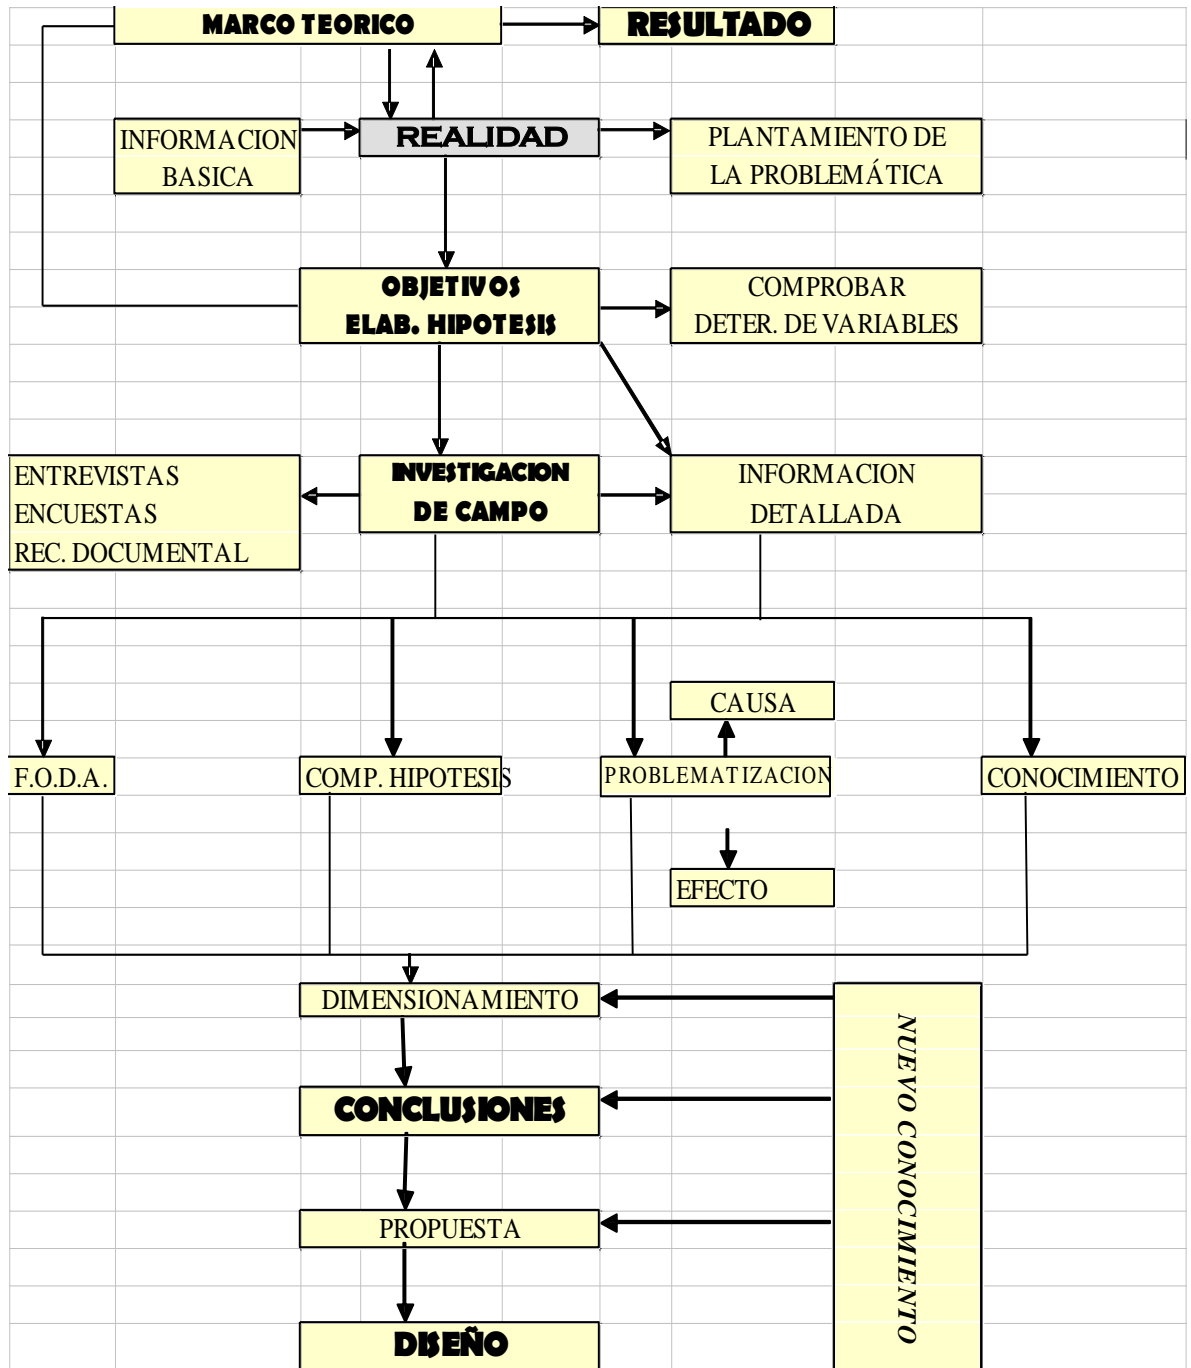 MARCO TEORICO
RESULTADO
INFORMACION
BASICA
REALIDAD
PLANTAMIENTO DE
LA PROBLEMÁTICA
OBJETIVOS
ELAB. HIPOTESIS
COMPROBAR
DETER. DE VARIABLES
ENTREVISTAS
ENCUESTAS
REC. DOCUMENTAL
INVESTIGACION
DE CAMPO
INFORMACION
DETALLADA
CAUSA
F.O.D.A.
COMP. HIPOTESIS
PROBLEMATIZACION
CONOCIMIENTO
EFECTO
DIMENSIONAMIENTO
CONCLUSIONES
PROPUESTA
DISEÑO
NUEVO CONOCIMIENTO